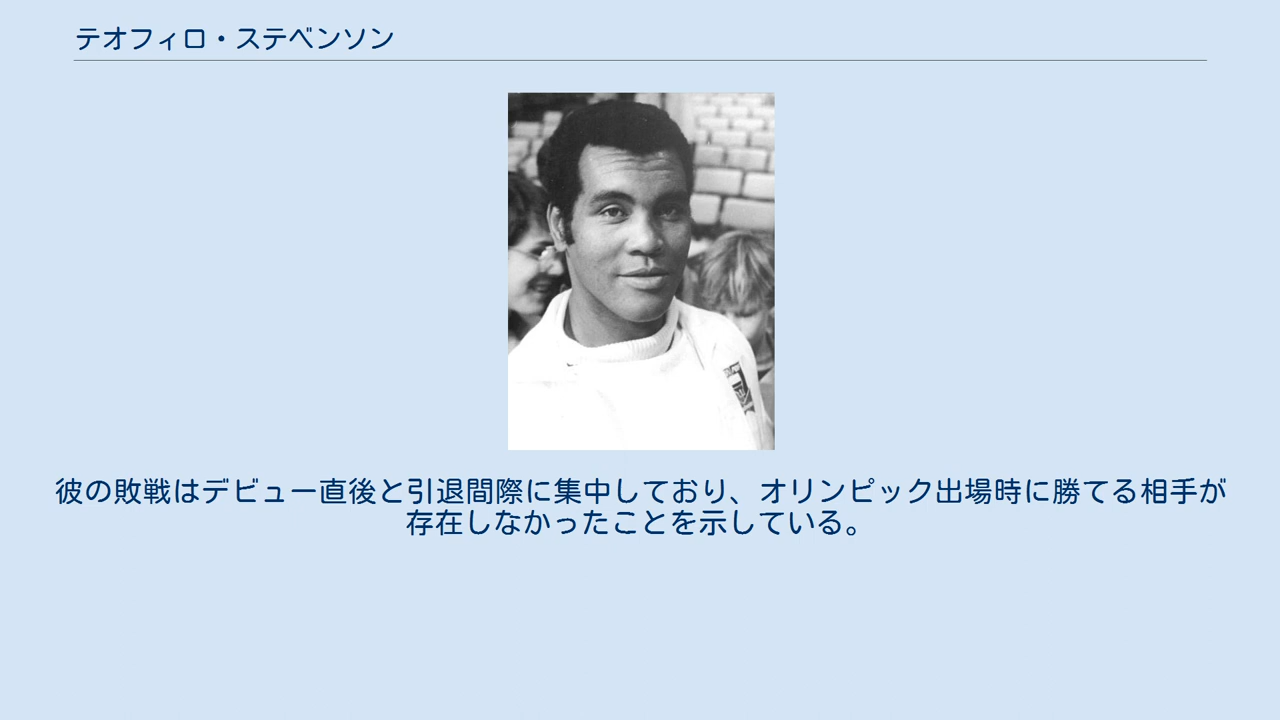 テオフィロ・ステベンソン
彼の敗戦はデビュー直後と引退間際に集中しており、オリンピック出場時に勝てる相手が
存在しなかったことを示している。